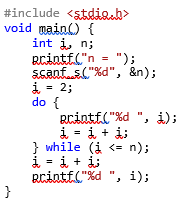 #include <stdio.h>
void main() {
int i, n;
printf("n = ");
scanf_s("%d", &n);
i = 2;
do {
printf("%d ", i);
i = i + i;
} while (i <= n);
i = i + i;
printf("%d ", i);
}